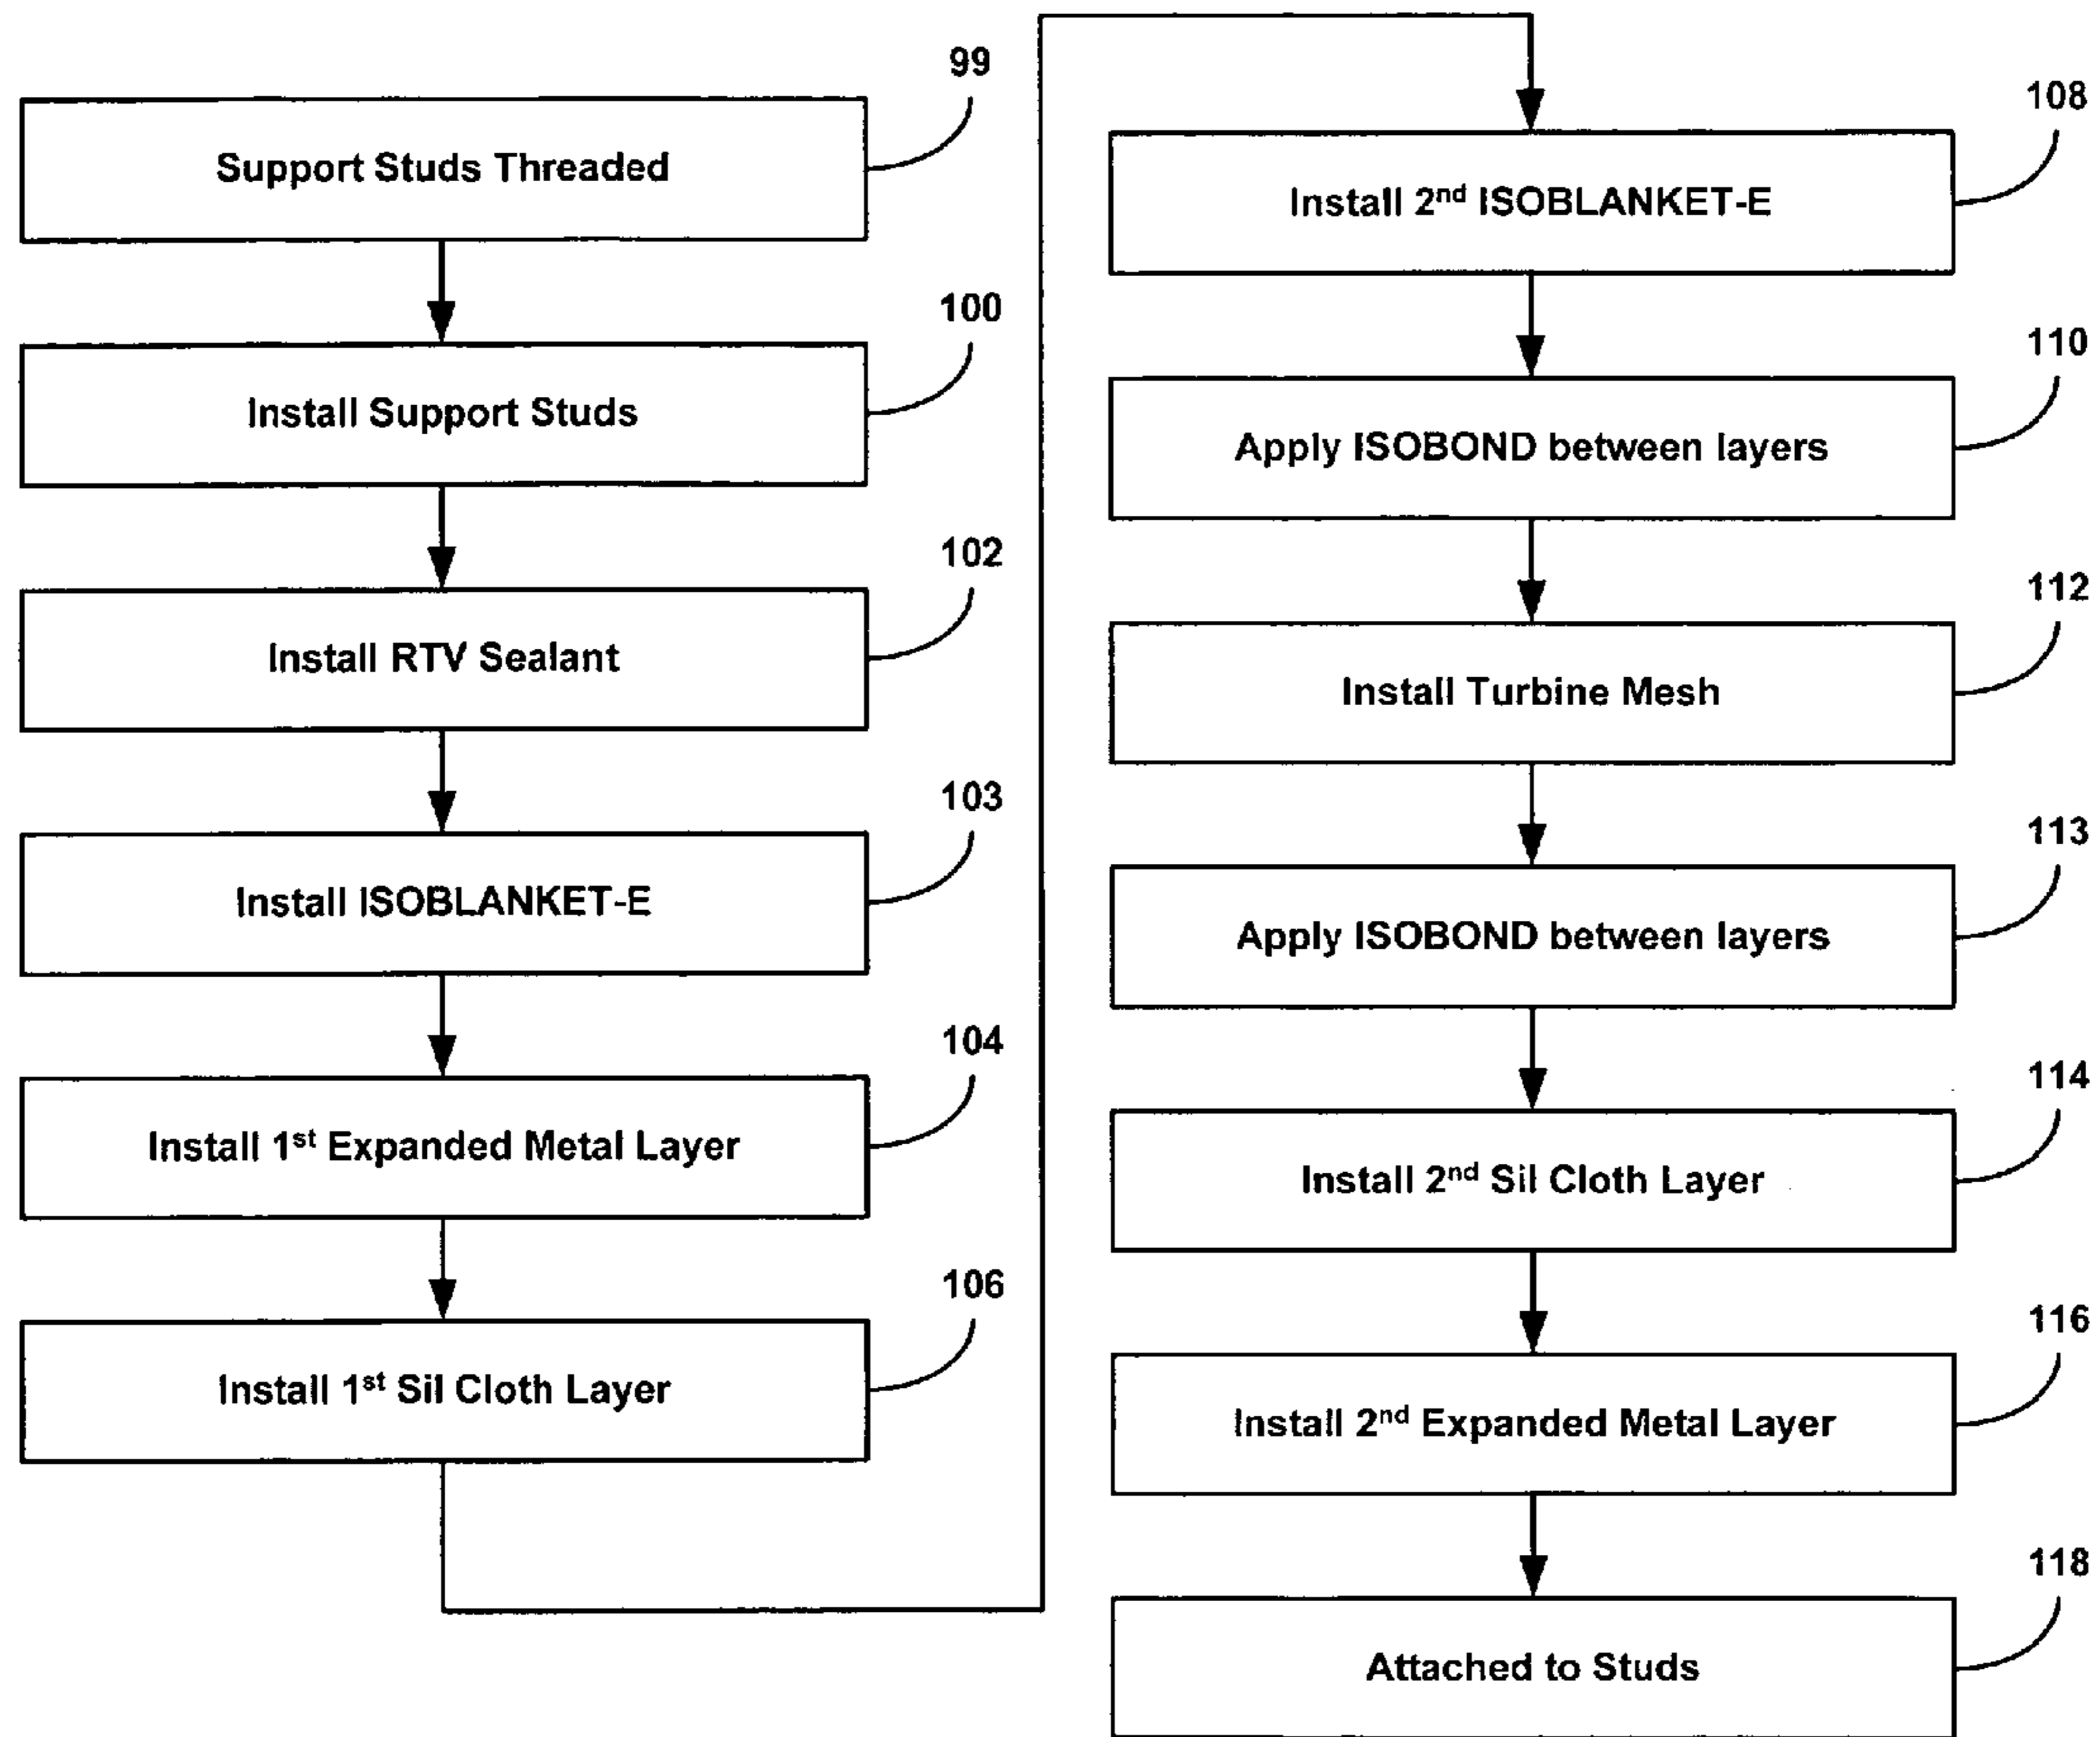 99
Support Studs Threaded
100
Install Support Studs
102
Install RTV Sealant
103
Install ISOBLANKET-E
104
Install 1st Expanded Metal Layer
106
Install 1st Sil Cloth Layer
108
Install 2nd ISOBLANKET-E
110
Apply ISOBOND between layers
112
Install Turbine Mesh
113
Apply ISOBOND between layers
114
Install 2nd Sil Cloth Layer
116
Install 2nd Expanded Metal Layer
118
Attached to Studs